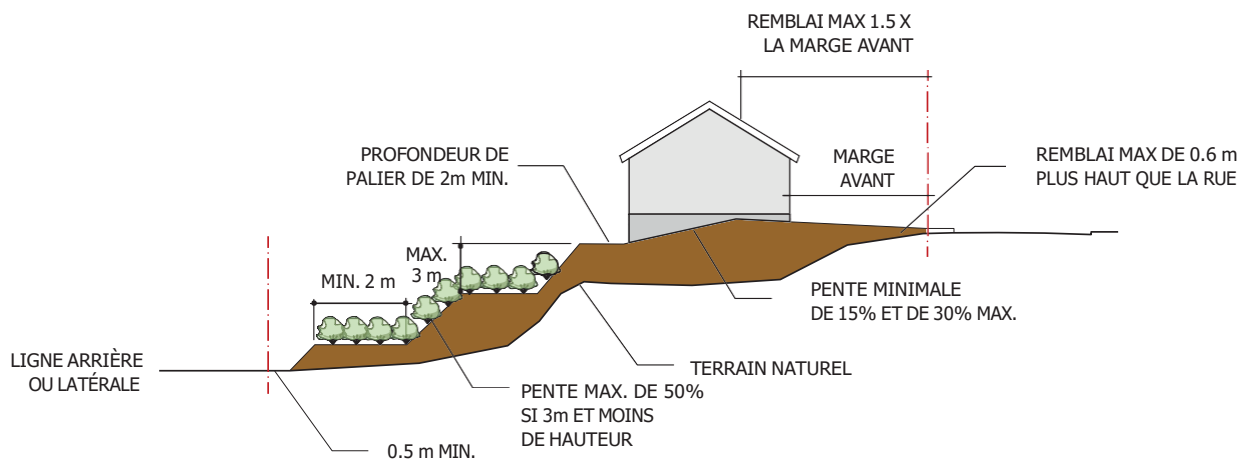 REMBLAI MAX 1.5 X
LA MARGE AVANT
PROFONDEUR DE
PALIER DE 2m MIN.
MARGE
AVANT
REMBLAI MAX DE 0.6 m
PLUS HAUT QUE LA RUE
MAX.
3 m
MIN. 2 m
PENTE MINIMALE
DE 15% ET DE 30% MAX.
LIGNE ARRIÈRE
OU LATÉRALE
TERRAIN NATUREL
PENTE MAX. DE 50%
SI 3m ET MOINS
DE HAUTEUR
0.5 m MIN.